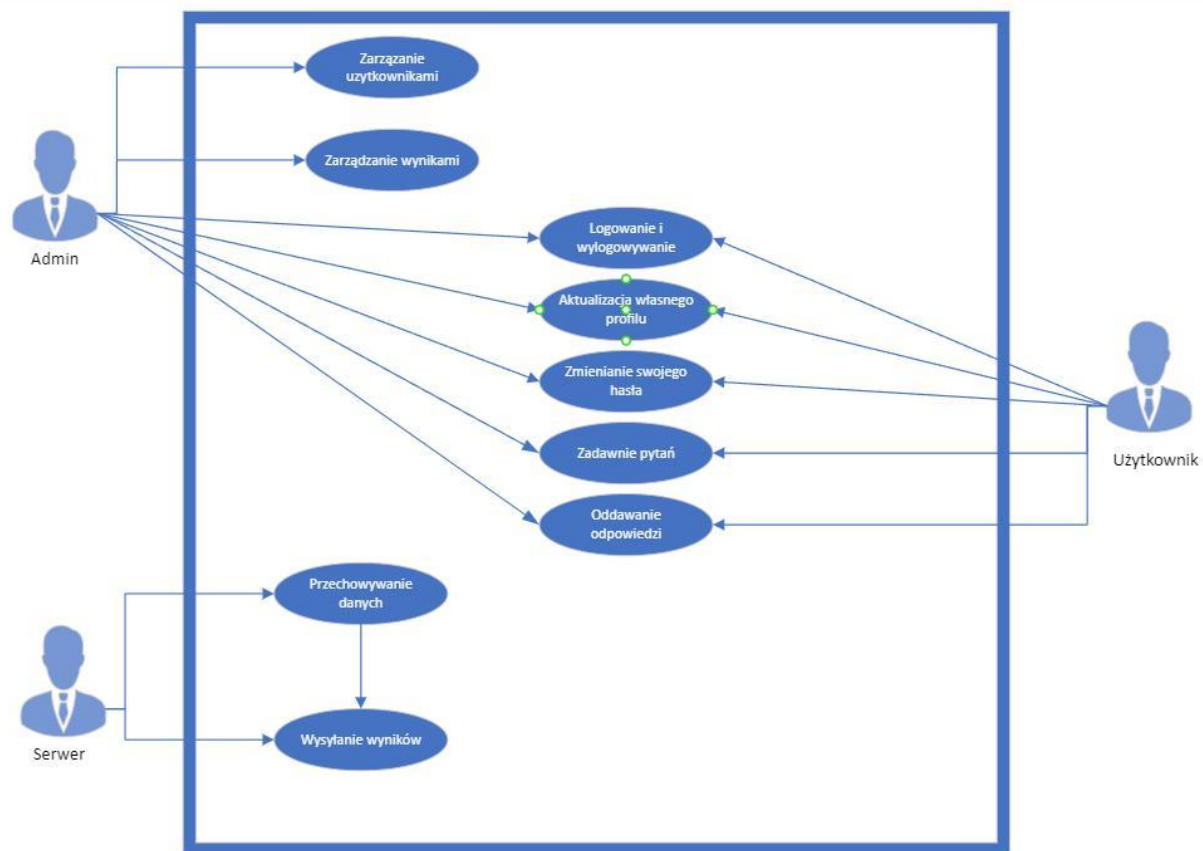 Zarzązanie
uzytkownikami
Zarządzanie wynikami
Admin
Logowanie i
wylogowywanie
Aktualizacja własnego
profilu
Zmienianie swojego
hasła
Zadawnie pytań
Oddawanie
odpowiedzi
Użytkownik
Przechowywanie
danych
Wysyłanie wyników
Serwer